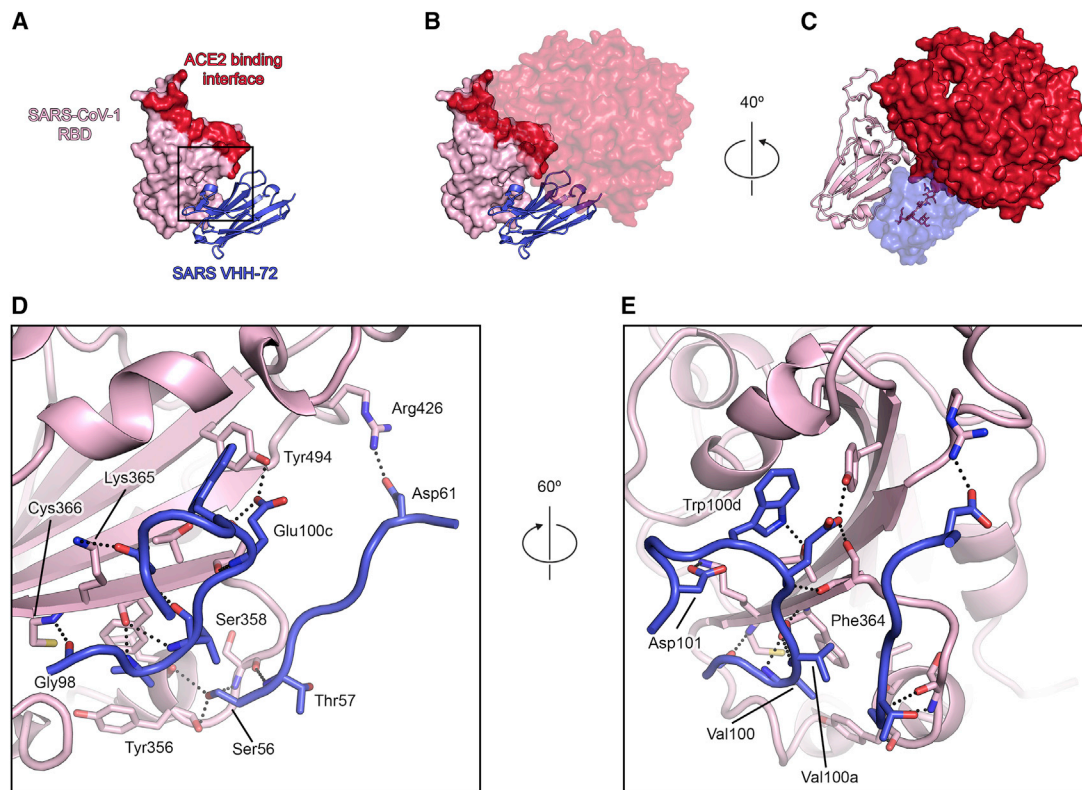 A
B
C
ACE2 binding
interface
SARS-CoV-1
RBD
40º
SARS VHH-72
D
E
Arg426
Tyr494
Lys365
Asp61
Cys366
Glu100c
Ser358
Gly98
Thr57
Tyr356
Ser56
60º
Trp100d
Phe364
Asp101
Val100
Val100a